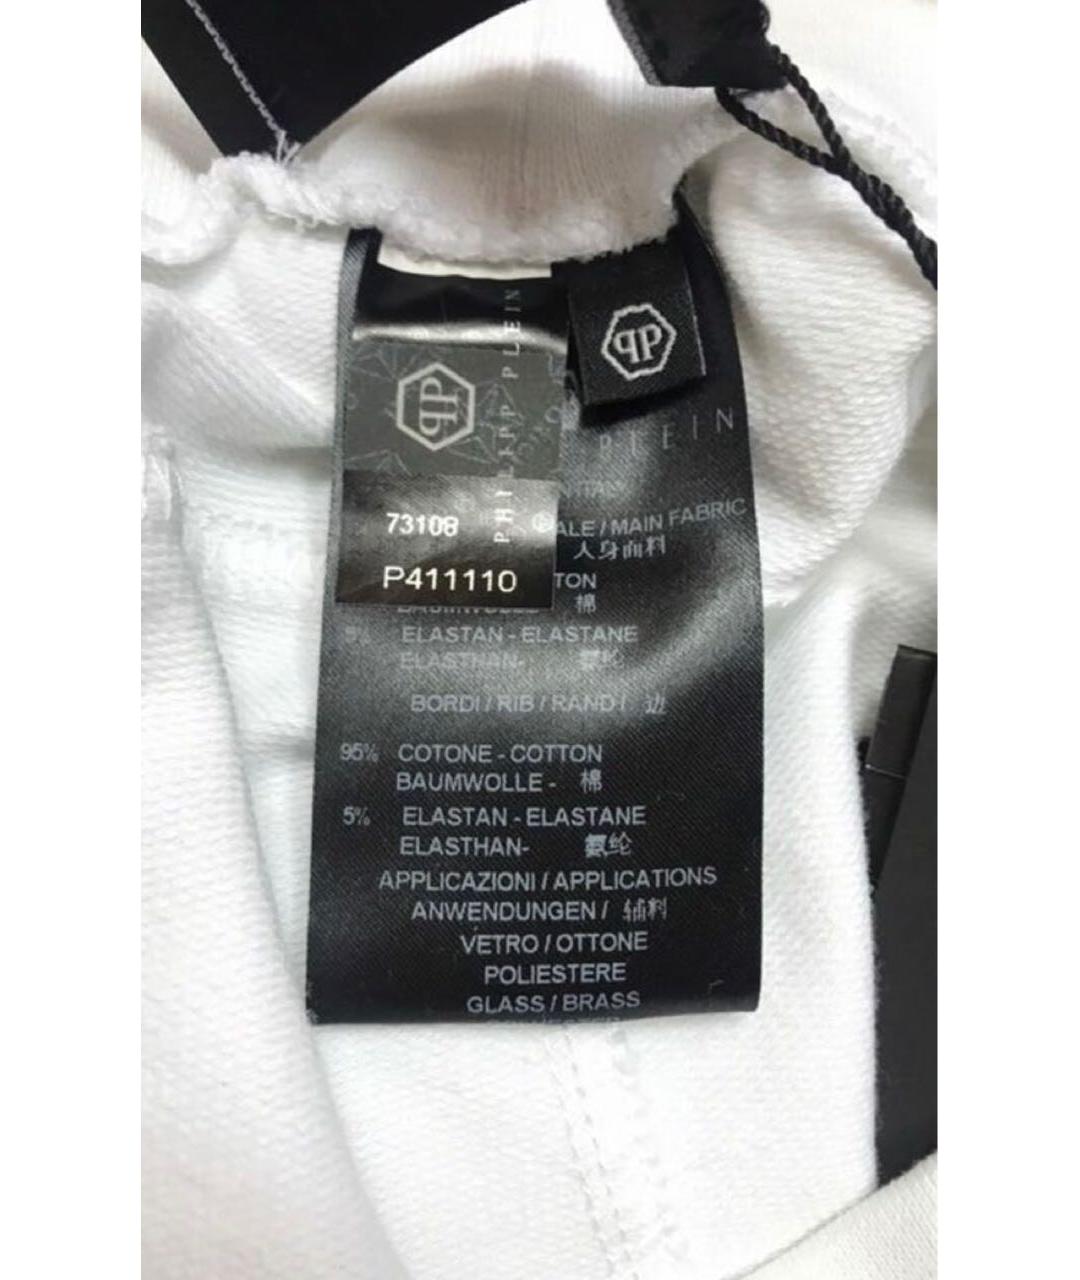 PHILIPP PLEIN
PLEIN
73108
P411110
ALE / MAIN FABRIC
大身面料
TON
BAUMWOLLE 棉
5% ELASTAN - ELASTANE
ELASTHAN- 氨纶
BORDI / RIB / RAND / 边
95% COTONE - COTTON
BAUMWOLLE - 棉
5% ELASTAN - ELASTANE
ELASTHAN- 氨纶
APPLICAZIONI / APPLICATIONS
ANWENDUNGEN / 辅料
VETRO / OTTONE
POLIESTERE
GLASS / BRASS